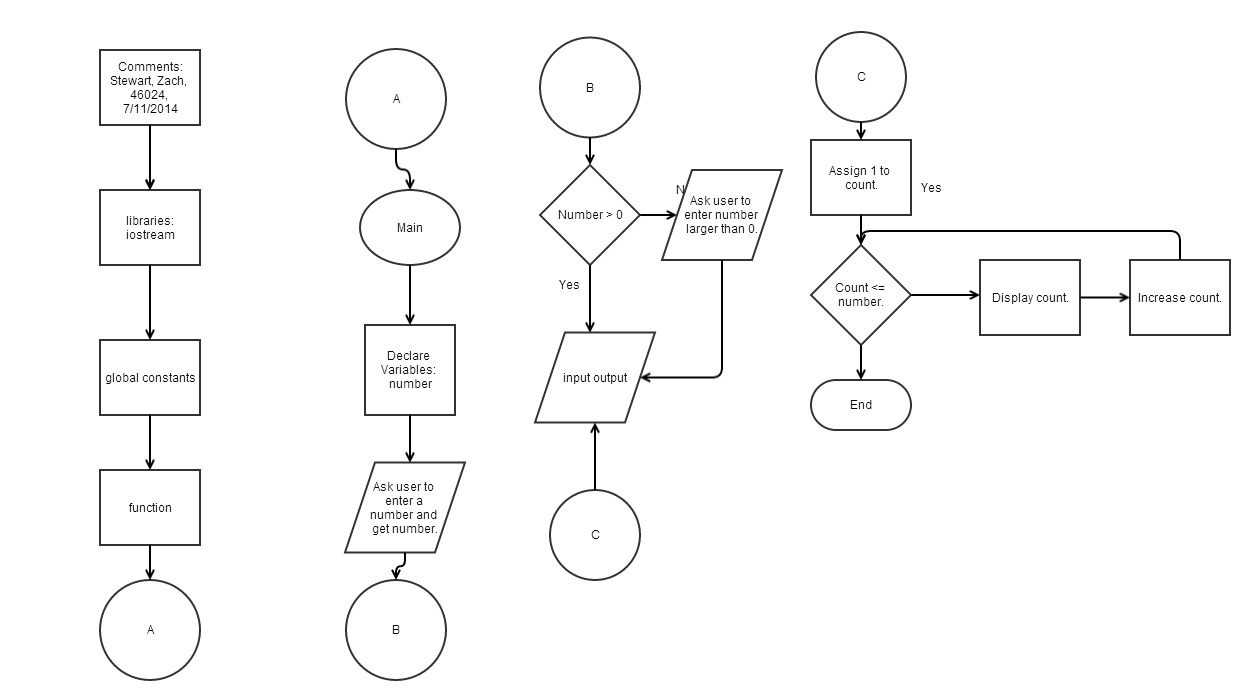 Comments:
Stewart, Zach,
46024,
7/11/2014
libraries:
iostream
global constants
function
A
A
Main
Declare
Variables:
number
Ask user to
enter a
number and
get number.
B
B
Number > 0
N
Ask user to
enter number
larger than 0.
Yes
input output
C
C
Assign 1 to
count.
Yes
Count <=
number.
Display count.
Increase count.
End